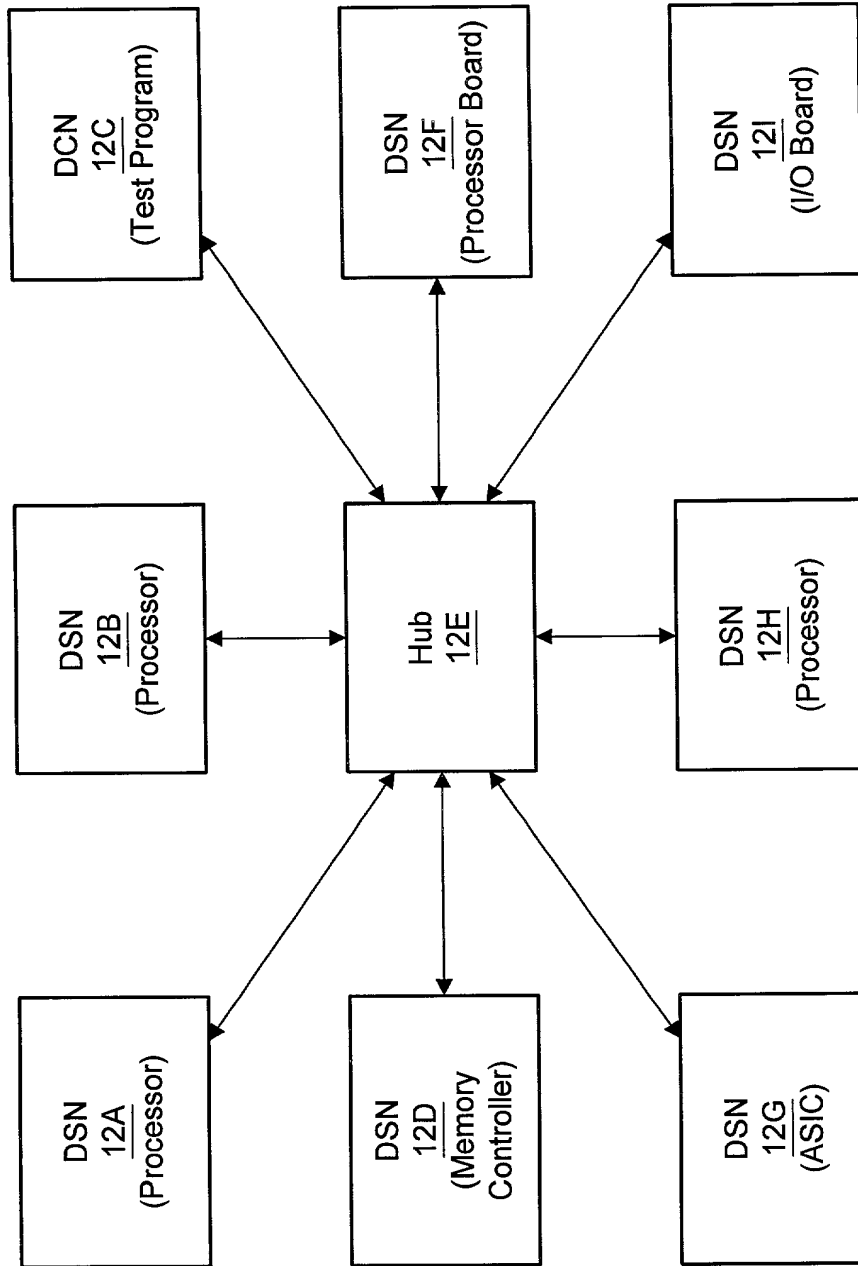 DSN
12A
(Processor)
DSN
12B
(Processor)
DCN
12C
(Test Program)
DSN
12D
(Memory
Controller)
Hub
12E
DSN
12F
(Processor Board)
DSN
12G
(ASIC)
DSN
12H
(Processor)
DSN
12I
(I/O Board)